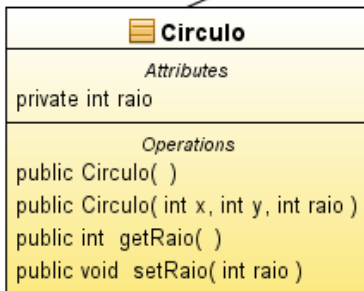 Circulo
Attributes
private int raio
Operations
public Circulo( )
public Circulo( int x, int y, int raio )
public int getRaio( )
public void setRaio( int raio )